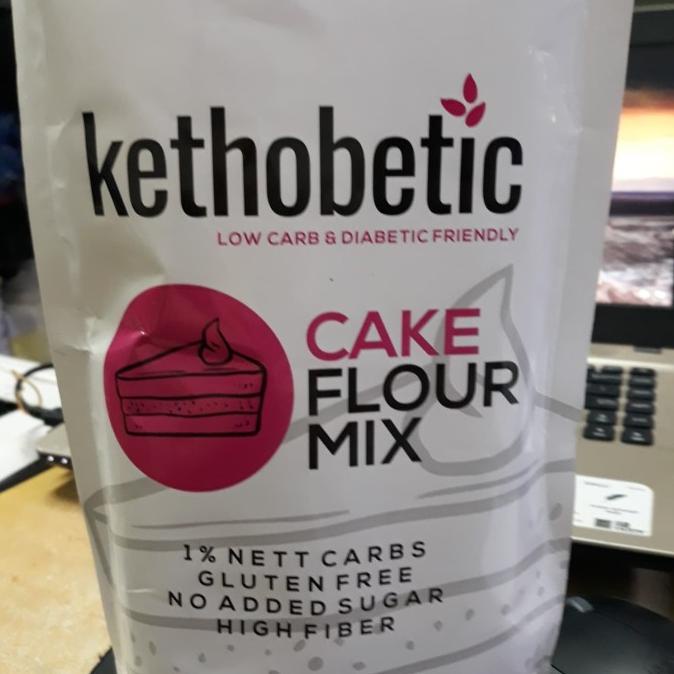 kethobetic
LOW CARB & DIABETIC FRIENDLY
CAKE
FLOUR
MIX
1% NETT CARBS
GLUTEN FREE
NO ADDED SUGAR
HIGH FIBER